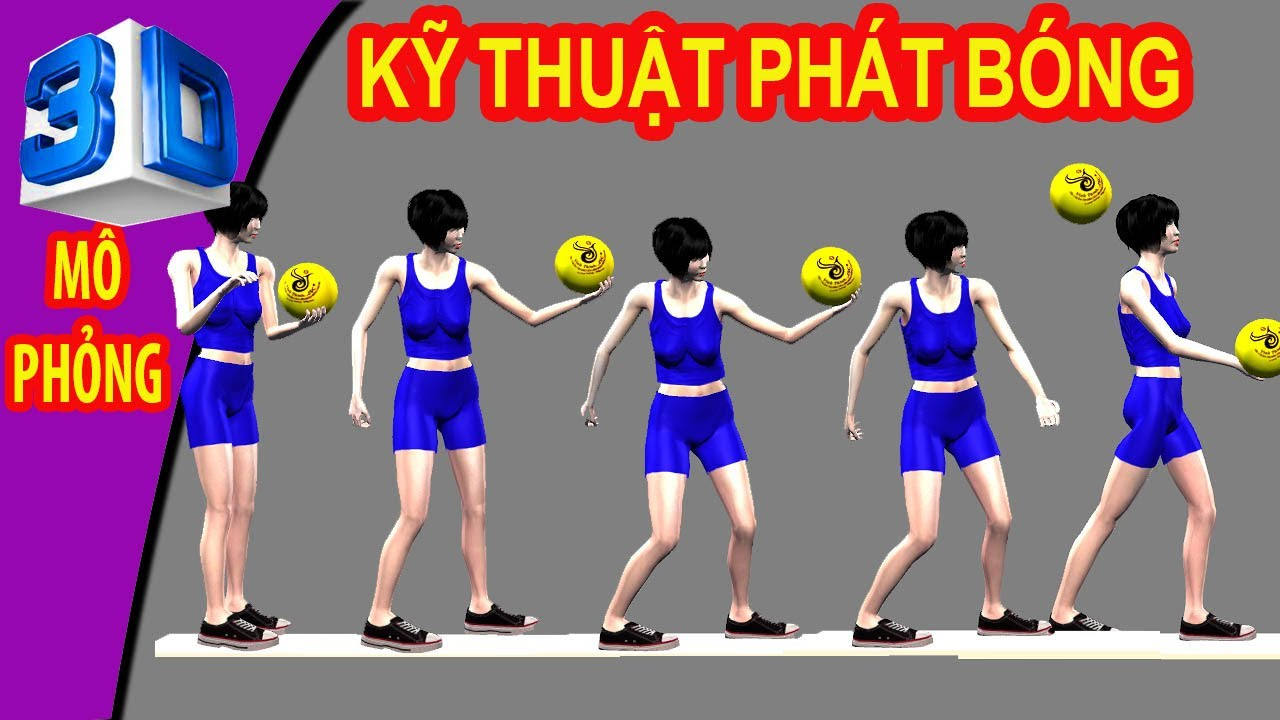 3D
KỸ THUẬT PHÁT BÓNG
MÔ
PHỎNG